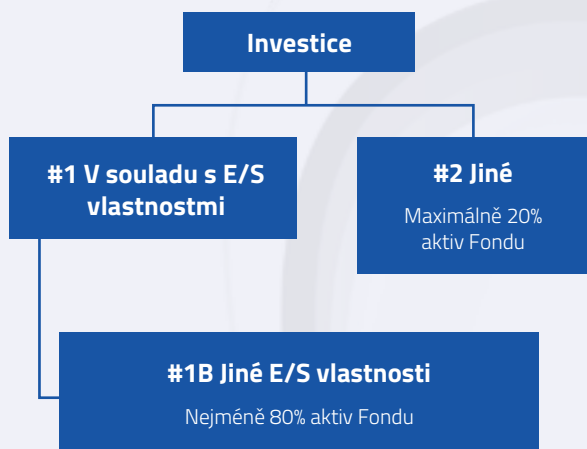 Investice
#1 V souladu s E/S
vlastnostmi
#2 Jiné
Maximálně 20%
aktiv Fondu
#1B Jiné E/S vlastnosti
Nejméně 80% aktiv Fondu